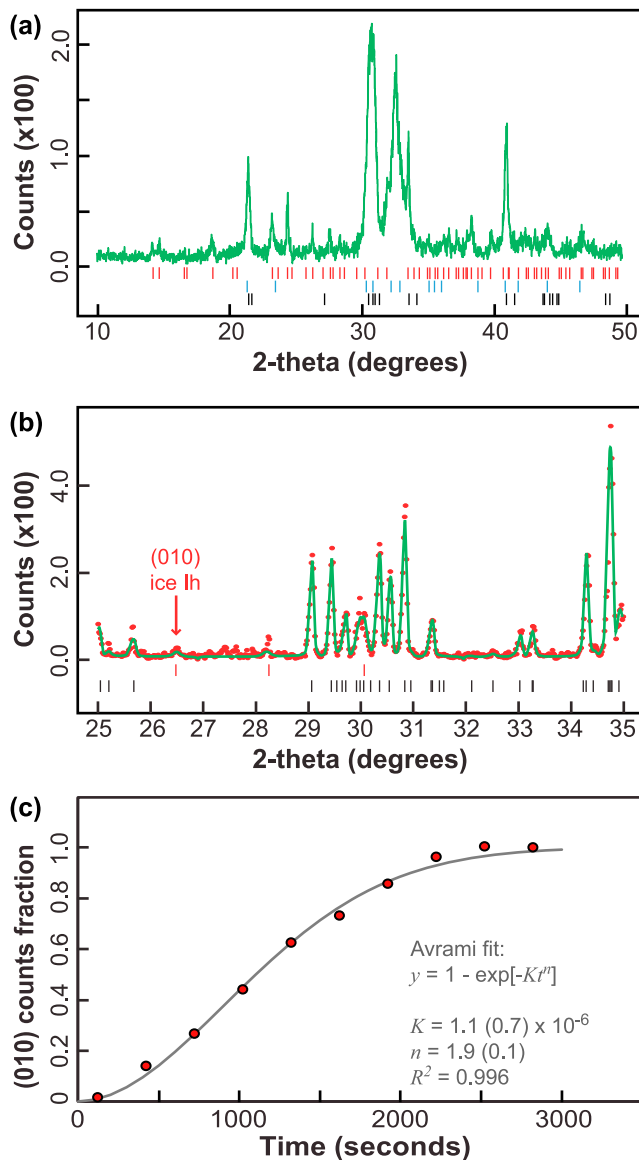 (a)
Counts (x100)
2.0
1.0
0.0
10 20 30 40 50
2-theta (degrees)
(b)
Counts (x100)
4.0
2.0
0.0
(010)
ice Ih
25 26 27 28 29 30 31 32 33 34 35
2-theta (degrees)
(c)
(010) counts fraction
1.0
0.8
0.6
0.4
0.2
0
Avrami fit:
y = 1 - exp[-Ktⁿ]
K = 1.1 (0.7) x 10⁻⁶
n = 1.9 (0.1)
R² = 0.996
0 1000 2000 3000
Time (seconds)